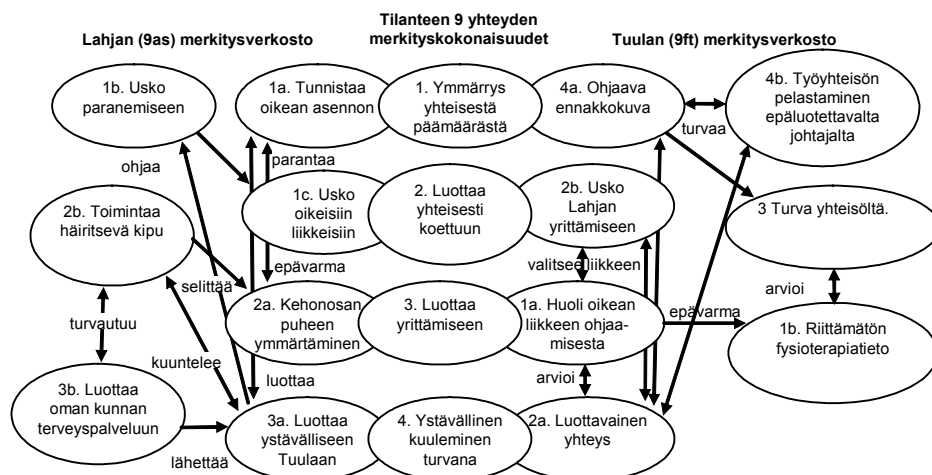 Tilanteen 9 yhteyden
merkityskokonaisuudet
Lahjan (9as) merkitysverkosto
Tuulan (9ft) merkitysverkosto
1b. Usko
paranemiseen
1a. Tunnistaa
oikean asennon
1. Ymmärrys
yhteisestä
päämäärästä
4a. Ohjaava
ennakkokuva
4b. Työyhteisön
pelastaminen
epäluotettavalta
johtajalta
turvaa
ohjaa
parantaa
2b. Toimintaa
häiritsevä kipu
1c. Usko
oikeisiin
liikkeisiin
2. Luottaa
yhteisesti
koettuun
2b. Usko
Lahjan
yrittämiseen
3 Turva yhteisöltä.
selittää
epävarma
valitsee liikkeen
arvioi
turvautuu
2a. Kehonosan
puheen
ymmärtäminen
3. Luottaa
yrittämiseen
1a. Huoli oikean
liikkeen ohjaa-
misesta
epävarma
1b. Riittämätön
fysioterapiatieto
kuuntelee
luottaa
arvioi
3b. Luottaa
oman kunnan
terveyspalveluun
3a. Luottaa
ystävälliseen
Tuulaan
4. Ystävällinen
kuuleminen
turvana
2a. Luottavainen
yhteys
lähettää